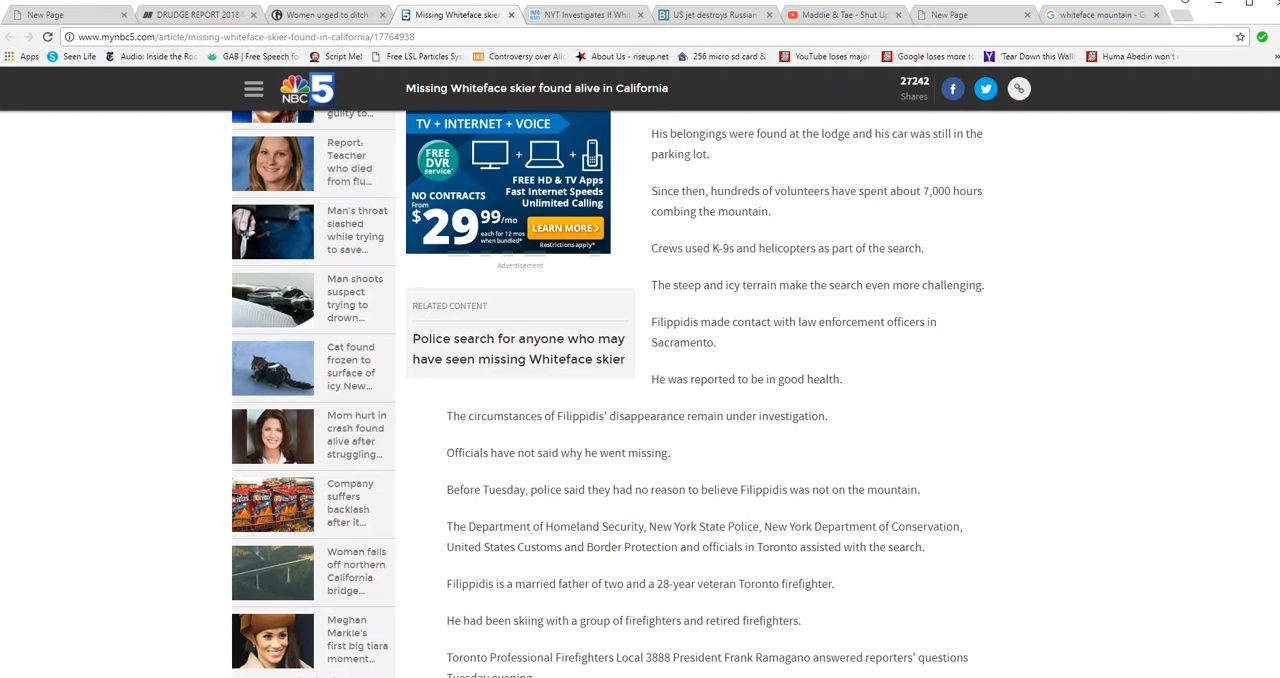 New Page
DRUDGE REPORT 2018
Women urged to ditch
Missing Whiteface skier
NYT Investigates If Whit
US jet destroys Russian
Maddie & Tae - Shut Up
New Page
whiteface mountain - G
www.mynbc5.com/article/missing-whiteface-skier-found-in-california/17764938
Apps
Seen Life
Audio: Inside the Roo
GAB | Free Speech fo
Script Me!
Free LSL Particles Sys
Controversy over Alic
About Us - riseup.net
256 micro sd card &
YouTube loses major
Google loses more to
'Tear Down this Wall
Huma Abedin won't
NBC 5
Missing Whiteface skier found alive in California
27242
Shares
guilty to...
Report:
Teacher
who died
from flu...
Man's throat
slashed
while trying
to save...
Man shoots
suspect
trying to
drown...
Cat found
frozen to
surface of
icy New...
Mom hurt in
crash found
alive after
struggling...
Company
suffers
backlash
after it...
Woman falls
off northern
California
bridge...
Meghan
Markle's
first big tiara
moment...
TV + INTERNET + VOICE
FREE
DVR
service*
NO CONTRACTS
From
$29.99/mo
each for 12 mos
when bundled*
FREE HD & TV Apps
Fast Internet Speeds
Unlimited Calling
LEARN MORE >
Restrictions apply*
Advertisement
RELATED CONTENT
Police search for anyone who may
have seen missing Whiteface skier
His belongings were found at the lodge and his car was still in the
parking lot.
Since then, hundreds of volunteers have spent about 7,000 hours
combing the mountain.
Crews used K-9s and helicopters as part of the search.
The steep and icy terrain make the search even more challenging.
Filippidis made contact with law enforcement officers in
Sacramento.
He was reported to be in good health.
The circumstances of Filippidis' disappearance remain under investigation.
Officials have not said why he went missing.
Before Tuesday, police said they had no reason to believe Filippidis was not on the mountain.
The Department of Homeland Security, New York State Police, New York Department of Conservation,
United States Customs and Border Protection and officials in Toronto assisted with the search.
Filippidis is a married father of two and a 28-year veteran Toronto firefighter.
He had been skiing with a group of firefighters and retired firefighters.
Toronto Professional Firefighters Local 3888 President Frank Ramagano answered reporters' questions
Tuesday evening.